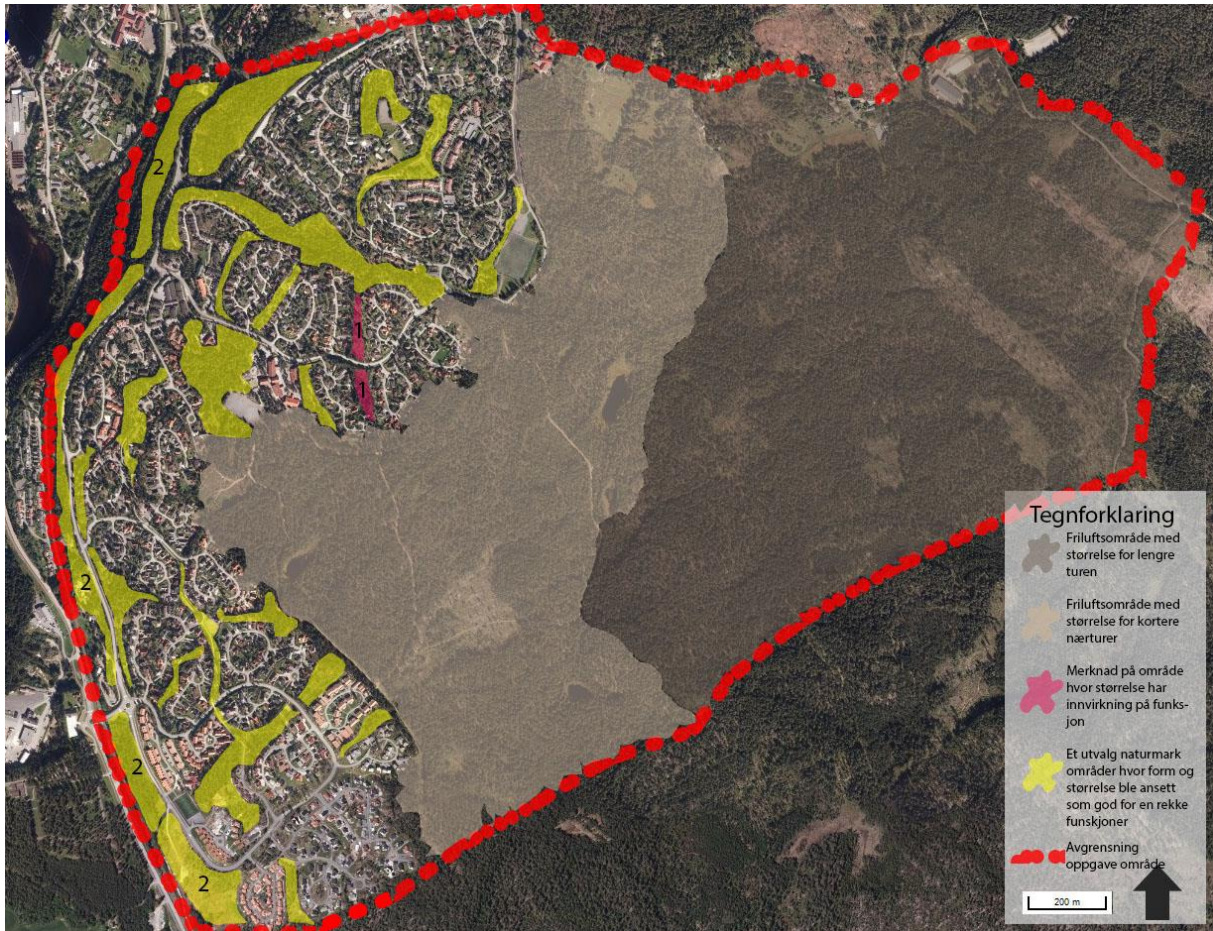 2
1
1
2
2
2
Tegnforklaring
Friluftsområde med
størrelse for lengre
turen
Friluftsområde med
størrelse for kortere
nærturer
Merknad på område
hvor størrelse har
innvirkning på funks-
jon
Et utvalg naturmark
områder hvor form og
størrelse ble ansett
som god for en rekke
funskjoner
Avgrensning
oppgave område
200 m